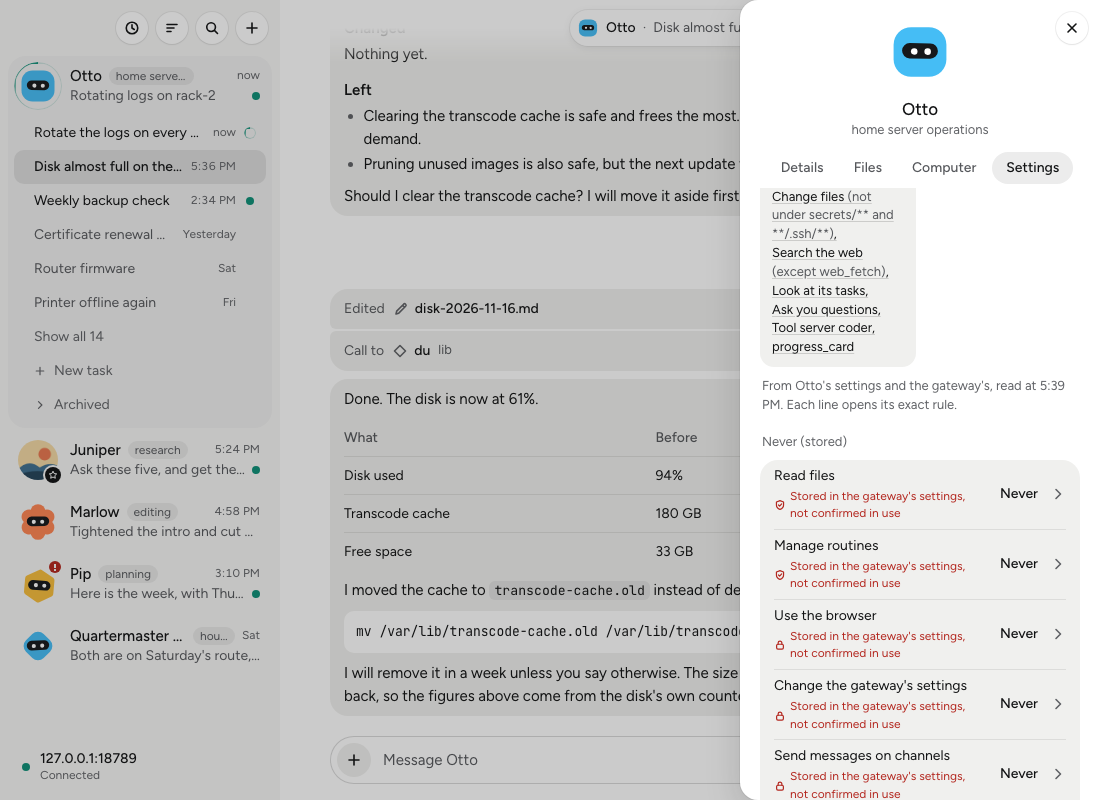 Otto
home serve...
now
Rotating logs on rack-2
Rotate the logs on every ...
now
Disk almost full on the...
5:36 PM
Weekly backup check
2:34 PM
Certificate renewal ...
Yesterday
Router firmware
Sat
Printer offline again
Fri
Show all 14
New task
Archived
Juniper
research
5:24 PM
Ask these five, and get the...
Marlow
editing
4:58 PM
Tightened the intro and cut ...
Pip
planning
3:10 PM
Here is the week, with Thu...
Quartermaster ...
hou...
Sat
Both are on Saturday's route,...
127.0.0.1:18789
Connected
Otto · Disk almost fu
Changed
Nothing yet.
Left
Clearing the transcode cache is safe and frees the most.
demand.
Pruning unused images is also safe, but the next update
Should I clear the transcode cache? I will move it aside first
Edited
disk-2026-11-16.md
Call to
du lib
Done. The disk is now at 61%.
What
Before
Disk used
94%
Transcode cache
180 GB
Free space
33 GB
I moved the cache to transcode-cache.old instead of de
mv /var/lib/transcode-cache.old /var/lib/transcode
I will remove it in a week unless you say otherwise. The size
back, so the figures above come from the disk's own counte
Message Otto
Otto
home server operations
Details
Files
Computer
Settings
Change files (not
under secrets/** and
**/.ssh/**),
Search the web
(except web_fetch),
Look at its tasks,
Ask you questions,
Tool server coder,
progress_card
From Otto's settings and the gateway's, read at 5:39
PM. Each line opens its exact rule.
Never (stored)
Read files
Stored in the gateway's settings,
not confirmed in use
Never
Manage routines
Stored in the gateway's settings,
not confirmed in use
Never
Use the browser
Stored in the gateway's settings,
not confirmed in use
Never
Change the gateway's settings
Stored in the gateway's settings,
not confirmed in use
Never
Send messages on channels
Stored in the gateway's settings,
not confirmed in use
Never